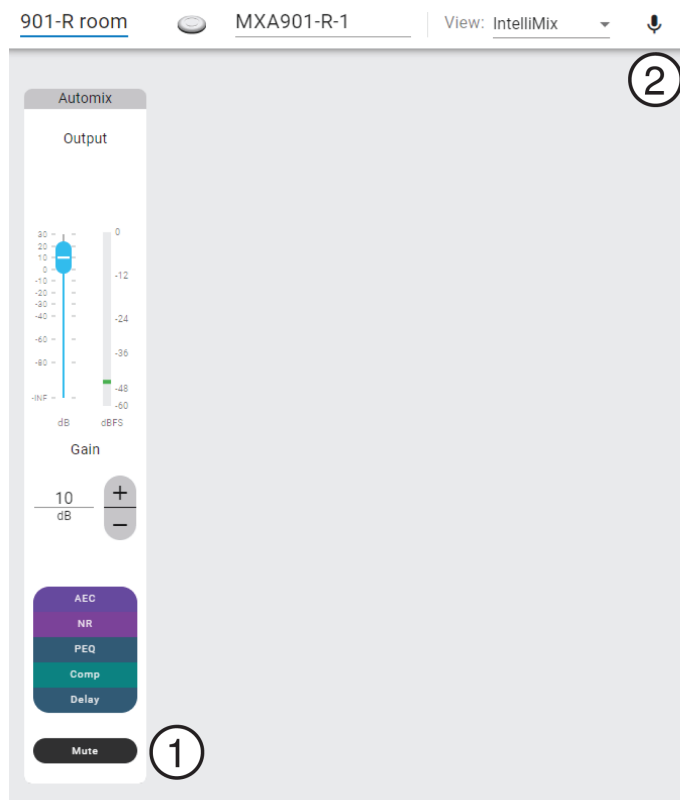 901-R room MXA901-R-1 View: IntelliMix
2
Automix
Output
30
20
10
0
-10
-20
-30
-40
-60
-80
-INF
0
-12
-24
-36
-48
-60
dB dBFS
Gain
10 +
dB −
AEC
NR
PEQ
Comp
Delay
Mute 1